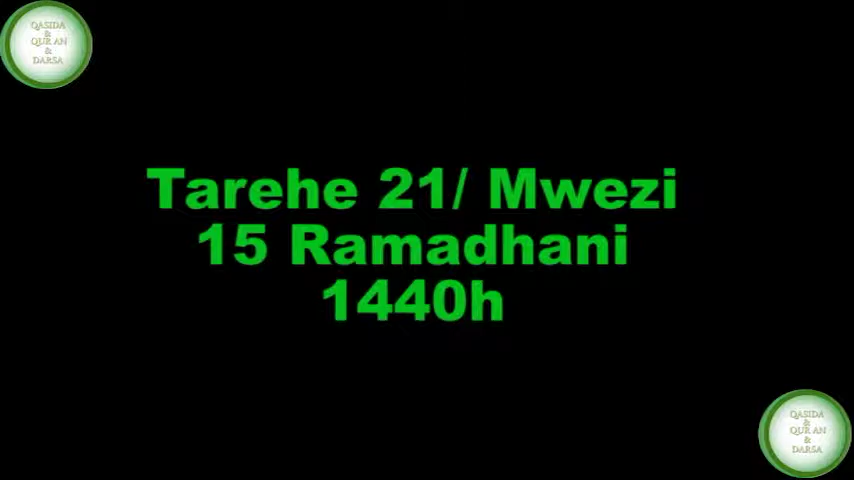 QASIDA
&
QUR AN
&
DARSA
Tarehe 21/ Mwezi
15 Ramadhani
1440h
QASIDA
&
QUR AN
&
DARSA